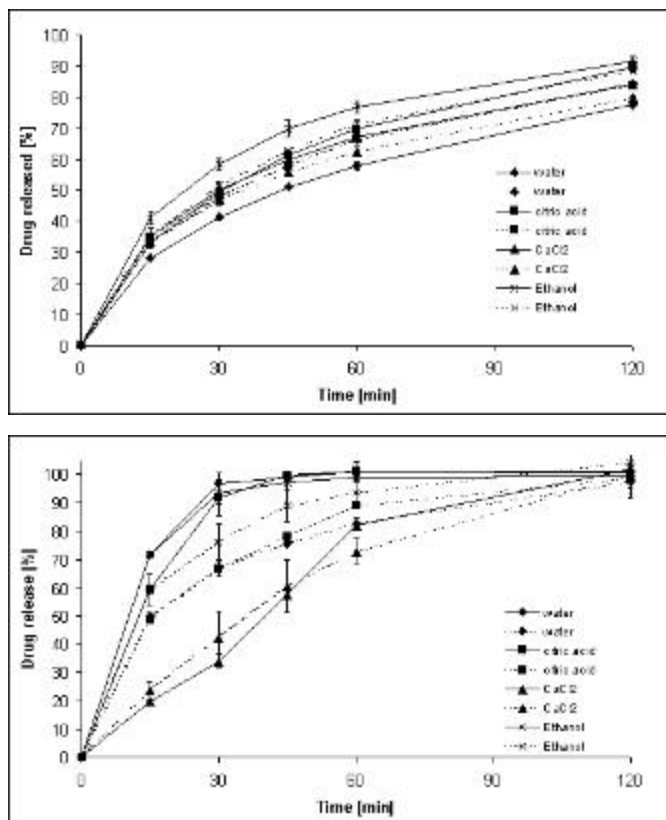 Drug released [%]
100
90
80
70
60
50
40
30
20
10
0
water
water
citric acid
citric acid
CaCl2
CaCl2
Ethanol
Ethanol
0 30 60 90 120
Time [min]
Drug release [%]
100
90
80
70
60
50
40
30
20
10
0
water
water
citric acid
citric acid
CaCl2
CaCl2
Ethanol
Ethanol
0 30 60 90 120
Time [min]